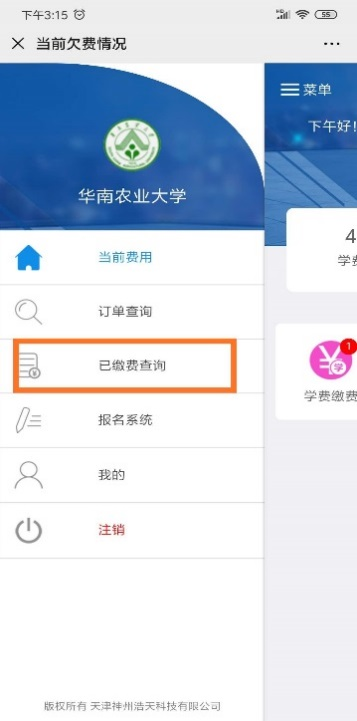 下午3:15
55
当前欠费情况
华南农业大学
菜单
下午好!
当前费用
4
学费
订单查询
已缴费查询
1
学
学费缴费
报名系统
我的
注销
版权所有 天津神州浩天科技有限公司